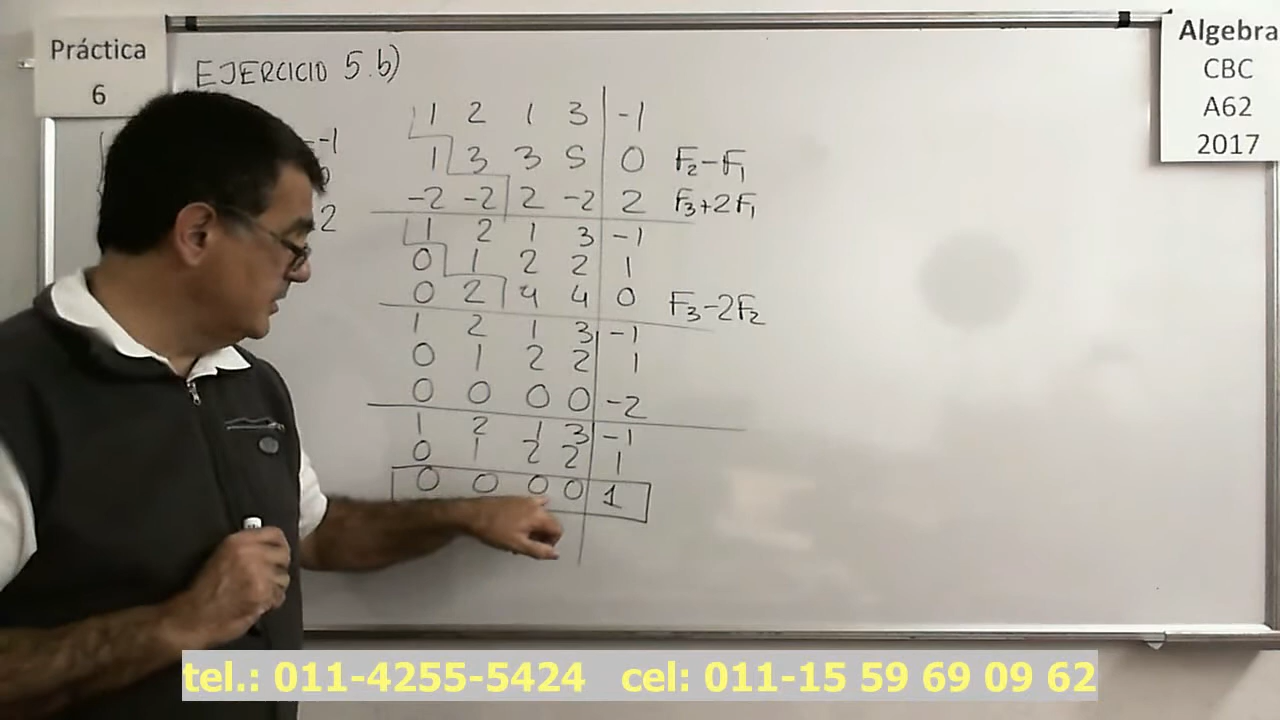 Práctica
6
Algebra
CBC
A62
2017
EJERCICIO 5.b)
=-1
2
1 2 1 3 | -1
1 3 3 5 | 0 F2-F1
-2 -2 2 -2 | 2 F3+2F1
1 2 1 3 | -1
0 1 2 2 | 1
0 2 4 4 | 0 F3-2F2
1 2 1 3 | -1
0 1 2 2 | 1
0 0 0 0 | -2
1 2 1 3 | -1
0 1 2 2 | 1
0 0 0 0 | 1
tel.: 011-4255-5424 cel: 011-15 59 69 09 62